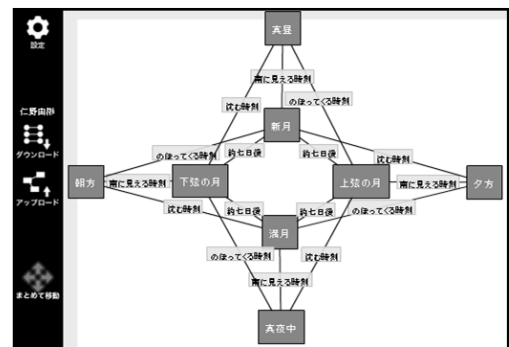 設定
真昼
南に見える時刻
沈む時刻
のぼってくる時刻
仁野由彫
新月
ダウンロード
のぼってくる時刻
約七日後
約七日後
沈む時刻
朝方
南に見える時刻
下弦の月
上弦の月
南に見える時刻
夕方
アップロード
沈む時刻
約七日後
約七日後
のぼってくる時刻
満月
のぼってくる時刻
沈む時刻
南に見える時刻
まとめて移動
真夜中